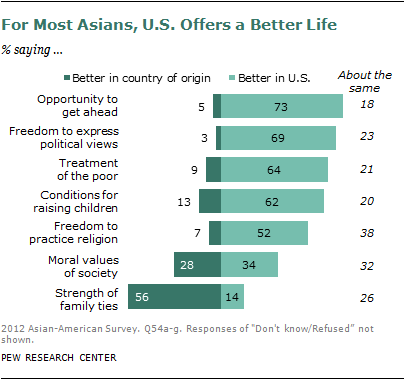 For Most Asians, U.S. Offers a Better Life
% saying ...
Better in country of origin Better in U.S. About the
same
Opportunity to
get ahead 5 73 18
Freedom to express
political views 3 69 23
Treatment
of the poor 9 64 21
Conditions for
raising children 13 62 20
Freedom to
practice religion 7 52 38
Moral values
of society 28 34 32
Strength of
family ties 56 14 26
2012 Asian-American Survey. Q54a-g. Responses of "Don't know/Refused" not
shown.
PEW RESEARCH CENTER